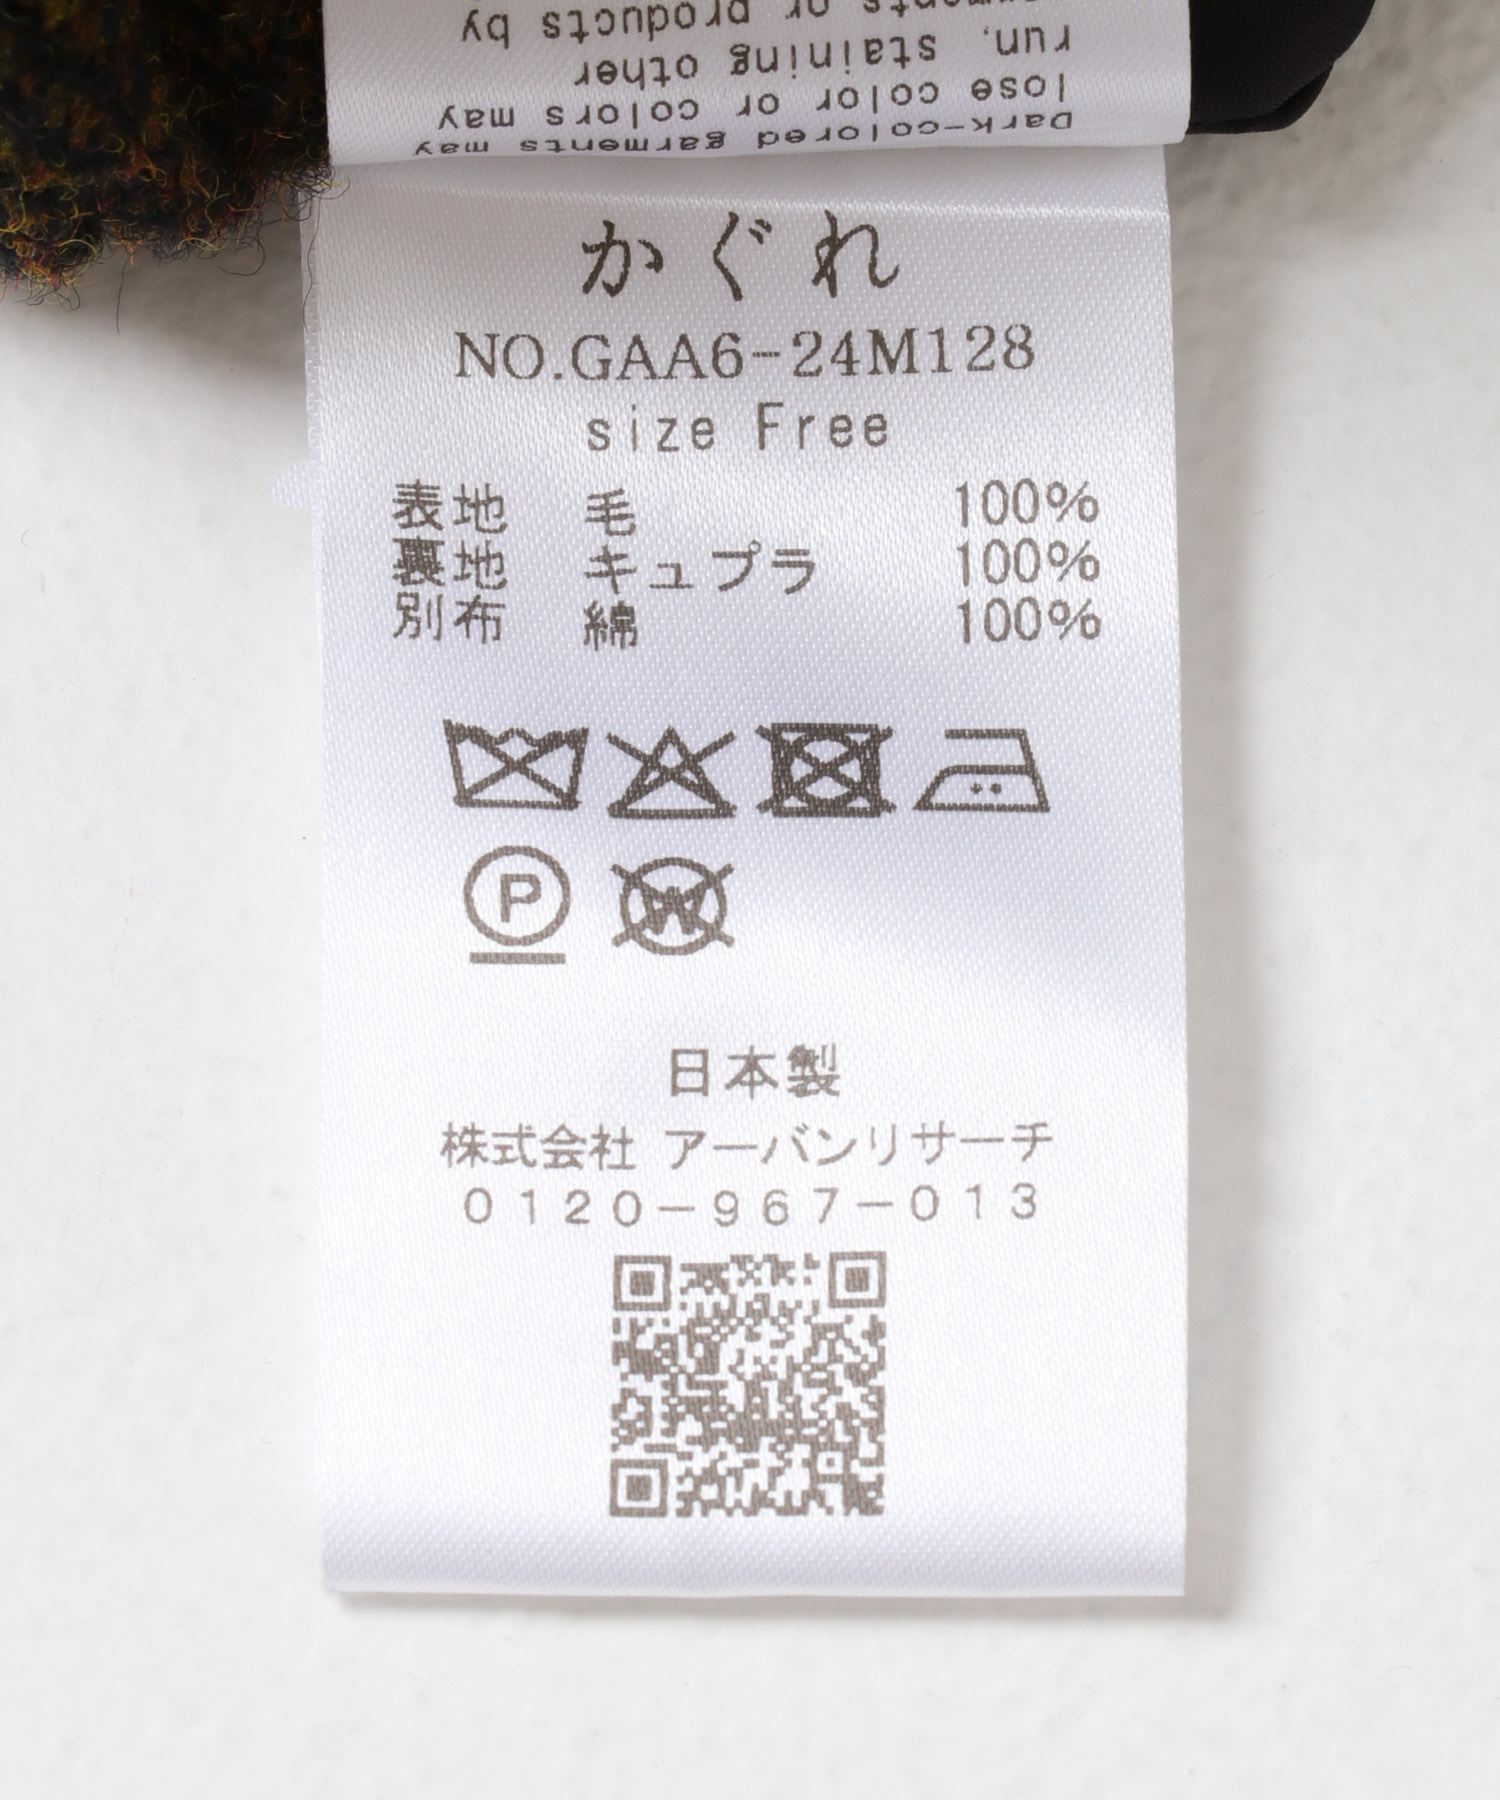 garments or products by
run, staining other
lose color or colors may
Dark-colored garments may
かぐれ
NO.GAA6-24M128
size Free
表地 毛 100%
裏地 キュプラ 100%
別布 綿 100%
P
W
日本製
株式会社 アーバンリサーチ
0120-967-013